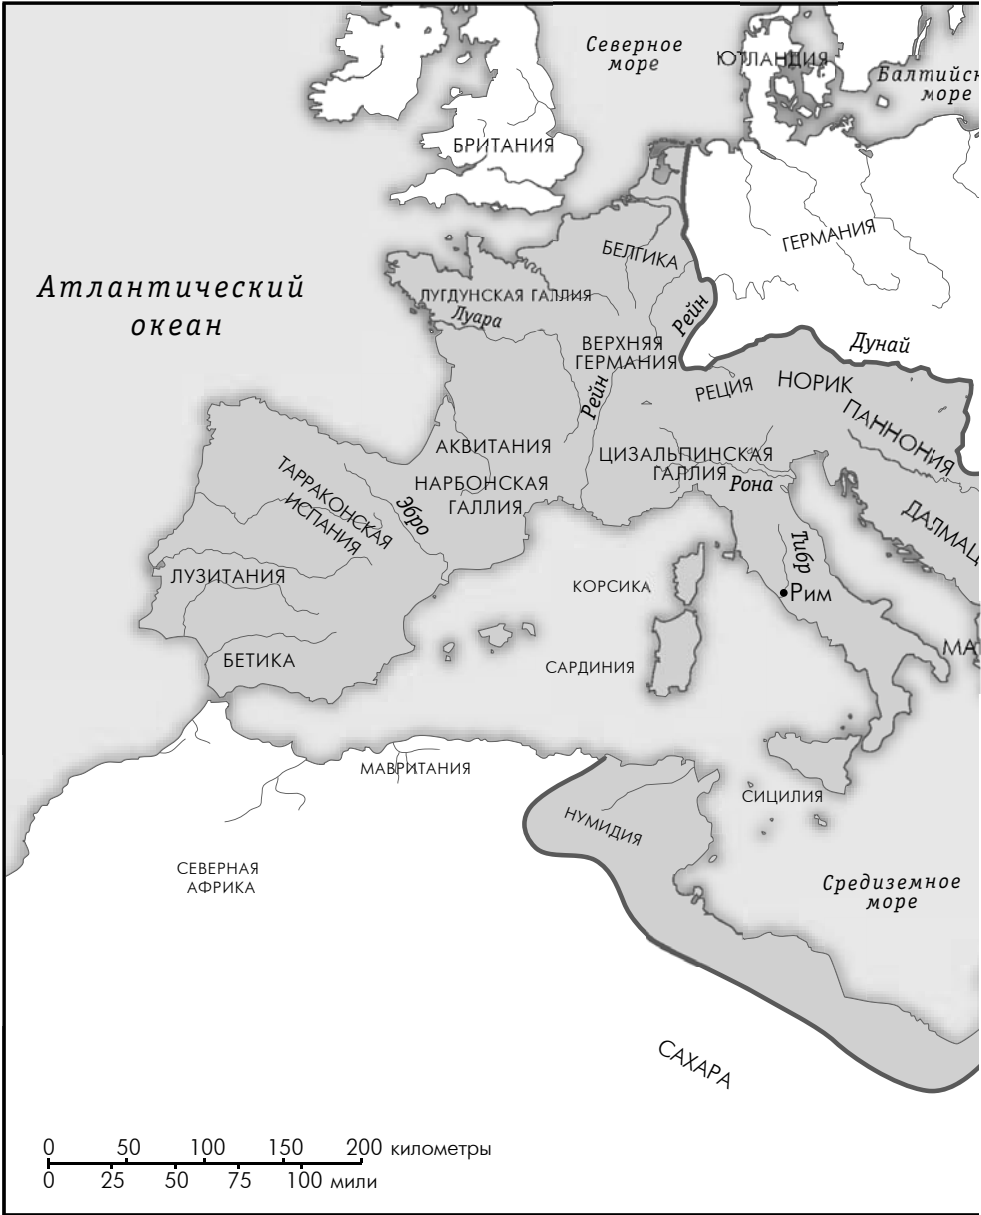 Северное
море
ЮТЛАНДИЯ
Балтийск
море
БРИТАНИЯ
ГЕРМАНИЯ
БЕЛГИКА
Атлантический
океан
ЛУГДУНСКАЯ ГАЛЛИЯ
Луара
Рейн
ВЕРХНЯЯ
ГЕРМАНИЯ
Дунай
РЕЦИЯ
НОРИК
Рейн
ПАННОНИЯ
АКВИТАНИЯ
ЦИЗАЛЬПИНСКАЯ
ГАЛЛИЯ
Рона
ТАРРАКОНСКАЯ
ИСПАНИЯ
НАРБОНСКАЯ
ГАЛЛИЯ
Эбро
ДАЛМАЦ
Тибр
ЛУЗИТАНИЯ
КОРСИКА
Рим
БЕТИКА
САРДИНИЯ
МА
МАВРИТАНИЯ
СИЦИЛИЯ
НУМИДИЯ
СЕВЕРНАЯ
АФРИКА
Средиземное
море
САХАРА
0 50 100 150 200 километры
0 25 50 75 100 мили